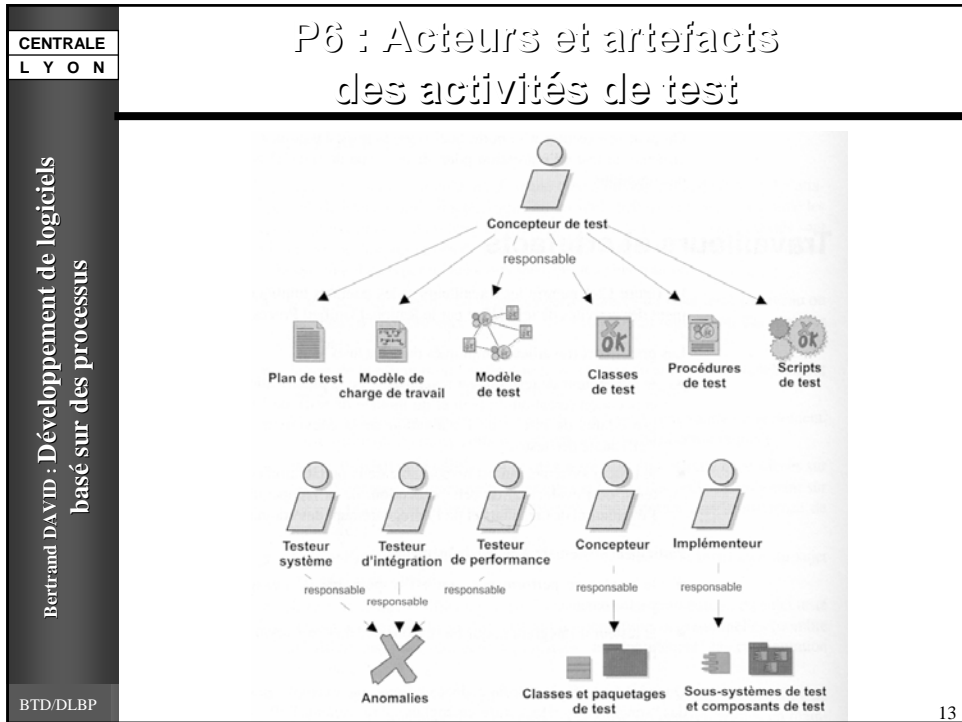 CENTRALE
L Y O N
P6 : Acteurs et artefacts
des activités de test
Bertrand DAVID : Développement de logiciels
basé sur des processus
BTD/DLBP
Concepteur de test
responsable
Plan de test
Modèle de
charge de travail
Modèle
de test
OK
Classes
de test
Procédures
de test
OK
Scripts
de test
Testeur
système
Testeur
d'intégration
Testeur
de performance
Concepteur
Implémenteur
responsable
responsable
responsable
responsable
responsable
Anomalies
Classes et paquetages
de test
Sous-systèmes de test
et composants de test
13